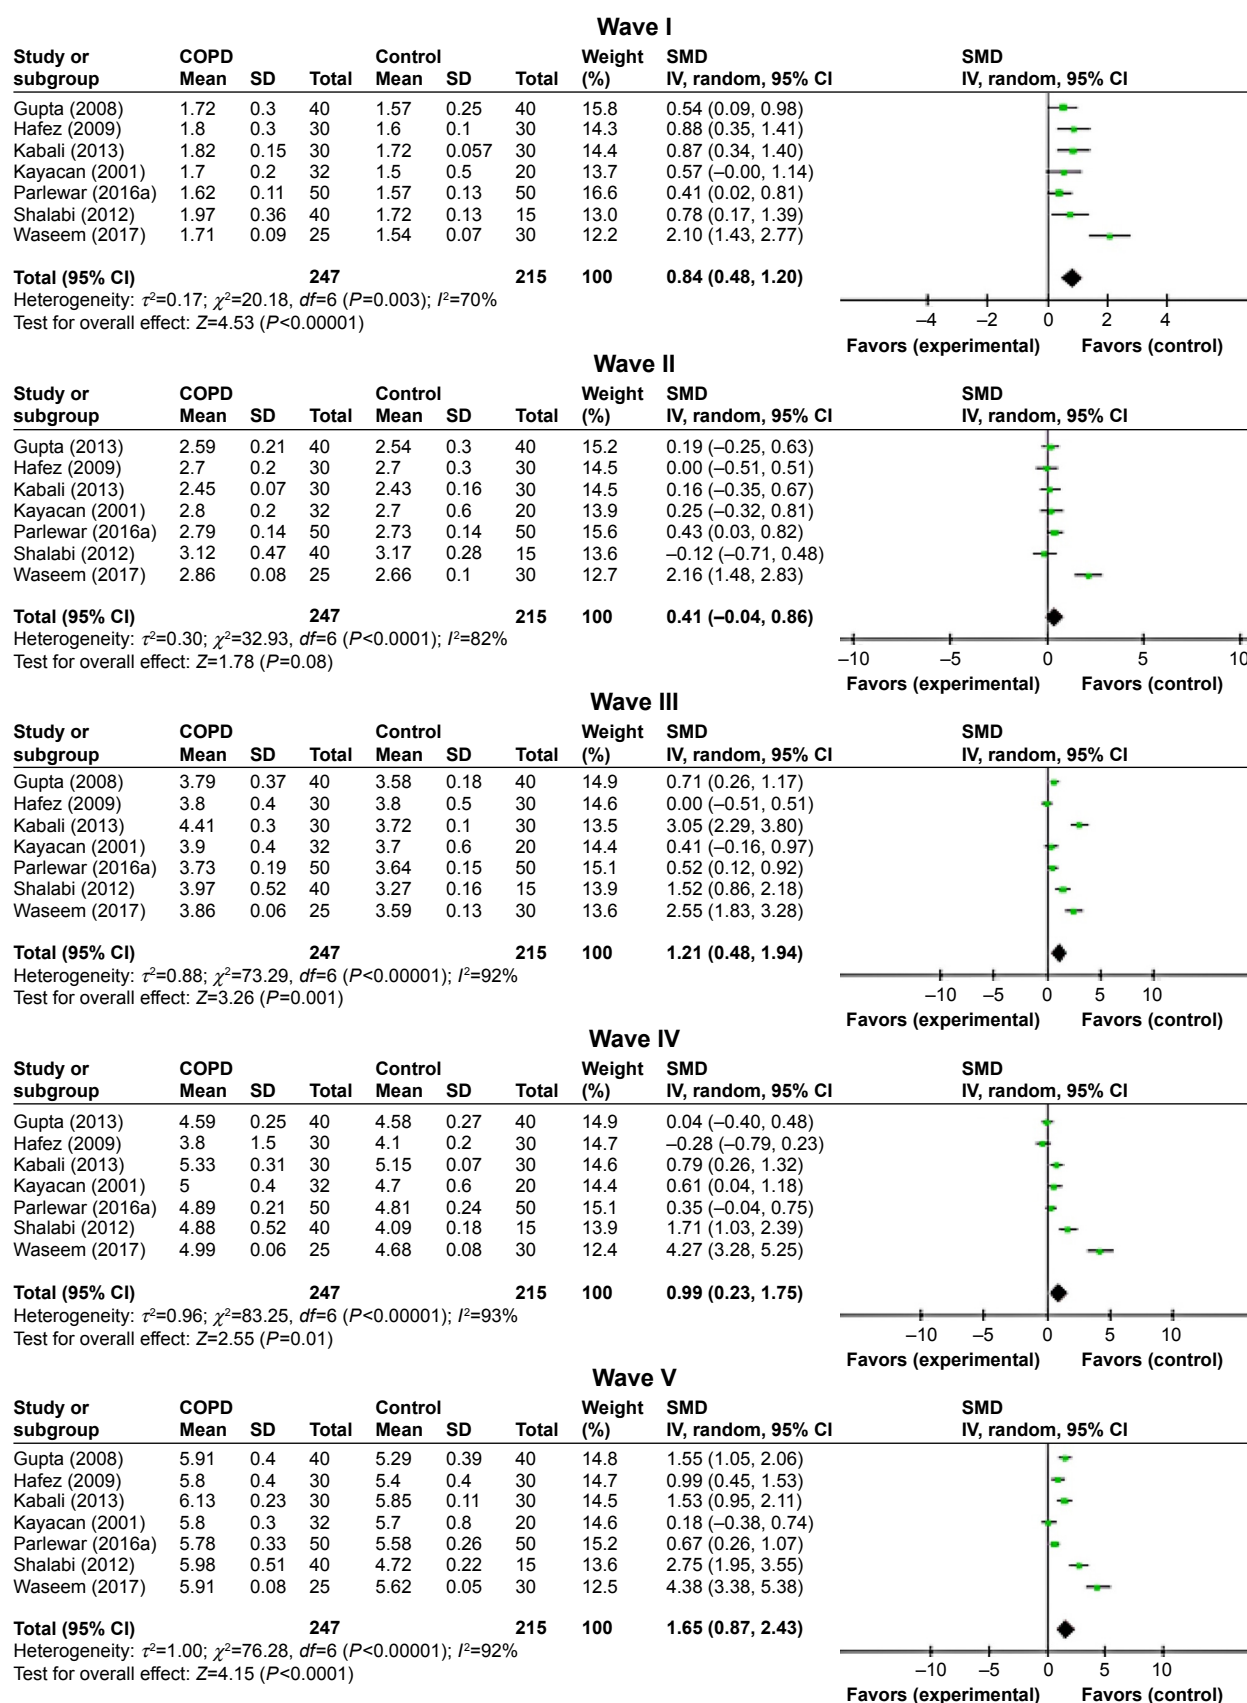 Wave I
Study or COPD Control Weight SMD SMD
subgroup Mean SD Total Mean SD Total (%) IV, random, 95% CI IV, random, 95% CI
Gupta (2008) 1.72 0.3 40 1.57 0.25 40 15.8 0.54 (0.09, 0.98)
Hafez (2009) 1.8 0.3 30 1.6 0.1 30 14.3 0.88 (0.35, 1.41)
Kabali (2013) 1.82 0.15 30 1.72 0.057 30 14.4 0.87 (0.34, 1.40)
Kayacan (2001) 1.7 0.2 32 1.5 0.5 20 13.7 0.57 (–0.00, 1.14)
Parlewar (2016a) 1.62 0.11 50 1.57 0.13 50 16.6 0.41 (0.02, 0.81)
Shalabi (2012) 1.97 0.36 40 1.72 0.13 15 13.0 0.78 (0.17, 1.39)
Waseem (2017) 1.71 0.09 25 1.54 0.07 30 12.2 2.10 (1.43, 2.77)
Total (95% CI) 247 215 100 0.84 (0.48, 1.20)
Heterogeneity: τ²=0.17; χ²=20.18, df=6 (P=0.003); I²=70%
Test for overall effect: Z=4.53 (P<0.00001)
–4 –2 0 2 4
Favors (experimental) Favors (control)
Wave II
Study or COPD Control Weight SMD SMD
subgroup Mean SD Total Mean SD Total (%) IV, random, 95% CI IV, random, 95% CI
Gupta (2013) 2.59 0.21 40 2.54 0.3 40 15.2 0.19 (–0.25, 0.63)
Hafez (2009) 2.7 0.2 30 2.7 0.3 30 14.5 0.00 (–0.51, 0.51)
Kabali (2013) 2.45 0.07 30 2.43 0.16 30 14.5 0.16 (–0.35, 0.67)
Kayacan (2001) 2.8 0.2 32 2.7 0.6 20 13.9 0.25 (–0.32, 0.81)
Parlewar (2016a) 2.79 0.14 50 2.73 0.14 50 15.6 0.43 (0.03, 0.82)
Shalabi (2012) 3.12 0.47 40 3.17 0.28 15 13.6 –0.12 (–0.71, 0.48)
Waseem (2017) 2.86 0.08 25 2.66 0.1 30 12.7 2.16 (1.48, 2.83)
Total (95% CI) 247 215 100 0.41 (–0.04, 0.86)
Heterogeneity: τ²=0.30; χ²=32.93, df=6 (P<0.0001); I²=82%
Test for overall effect: Z=1.78 (P=0.08)
–10 –5 0 5 10
Favors (experimental) Favors (control)
Wave III
Study or COPD Control Weight SMD SMD
subgroup Mean SD Total Mean SD Total (%) IV, random, 95% CI IV, random, 95% CI
Gupta (2008) 3.79 0.37 40 3.58 0.18 40 14.9 0.71 (0.26, 1.17)
Hafez (2009) 3.8 0.4 30 3.8 0.5 30 14.6 0.00 (–0.51, 0.51)
Kabali (2013) 4.41 0.3 30 3.72 0.1 30 13.5 3.05 (2.29, 3.80)
Kayacan (2001) 3.9 0.4 32 3.7 0.6 20 14.4 0.41 (–0.16, 0.97)
Parlewar (2016a) 3.73 0.19 50 3.64 0.15 50 15.1 0.52 (0.12, 0.92)
Shalabi (2012) 3.97 0.52 40 3.27 0.16 15 13.9 1.52 (0.86, 2.18)
Waseem (2017) 3.86 0.06 25 3.59 0.13 30 13.6 2.55 (1.83, 3.28)
Total (95% CI) 247 215 100 1.21 (0.48, 1.94)
Heterogeneity: τ²=0.88; χ²=73.29, df=6 (P<0.00001); I²=92%
Test for overall effect: Z=3.26 (P=0.001)
–10 –5 0 5 10
Favors (experimental) Favors (control)
Wave IV
Study or COPD Control Weight SMD SMD
subgroup Mean SD Total Mean SD Total (%) IV, random, 95% CI IV, random, 95% CI
Gupta (2013) 4.59 0.25 40 4.58 0.27 40 14.9 0.04 (–0.40, 0.48)
Hafez (2009) 3.8 1.5 30 4.1 0.2 30 14.7 –0.28 (–0.79, 0.23)
Kabali (2013) 5.33 0.31 30 5.15 0.07 30 14.6 0.79 (0.26, 1.32)
Kayacan (2001) 5 0.4 32 4.7 0.6 20 14.4 0.61 (0.04, 1.18)
Parlewar (2016a) 4.89 0.21 50 4.81 0.24 50 15.1 0.35 (–0.04, 0.75)
Shalabi (2012) 4.88 0.52 40 4.09 0.18 15 13.9 1.71 (1.03, 2.39)
Waseem (2017) 4.99 0.06 25 4.68 0.08 30 12.4 4.27 (3.28, 5.25)
Total (95% CI) 247 215 100 0.99 (0.23, 1.75)
Heterogeneity: τ²=0.96; χ²=83.25, df=6 (P<0.00001); I²=93%
Test for overall effect: Z=2.55 (P=0.01)
–10 –5 0 5 10
Favors (experimental) Favors (control)
Wave V
Study or COPD Control Weight SMD SMD
subgroup Mean SD Total Mean SD Total (%) IV, random, 95% CI IV, random, 95% CI
Gupta (2008) 5.91 0.4 40 5.29 0.39 40 14.8 1.55 (1.05, 2.06)
Hafez (2009) 5.8 0.4 30 5.4 0.4 30 14.7 0.99 (0.45, 1.53)
Kabali (2013) 6.13 0.23 30 5.85 0.11 30 14.5 1.53 (0.95, 2.11)
Kayacan (2001) 5.8 0.3 32 5.7 0.8 20 14.6 0.18 (–0.38, 0.74)
Parlewar (2016a) 5.78 0.33 50 5.58 0.26 50 15.2 0.67 (0.26, 1.07)
Shalabi (2012) 5.98 0.51 40 4.72 0.22 15 13.6 2.75 (1.95, 3.55)
Waseem (2017) 5.91 0.08 25 5.62 0.05 30 12.5 4.38 (3.38, 5.38)
Total (95% CI) 247 215 100 1.65 (0.87, 2.43)
Heterogeneity: τ²=1.00; χ²=76.28, df=6 (P<0.00001); I²=92%
Test for overall effect: Z=4.15 (P<0.0001)
–10 –5 0 5 10
Favors (experimental) Favors (control)